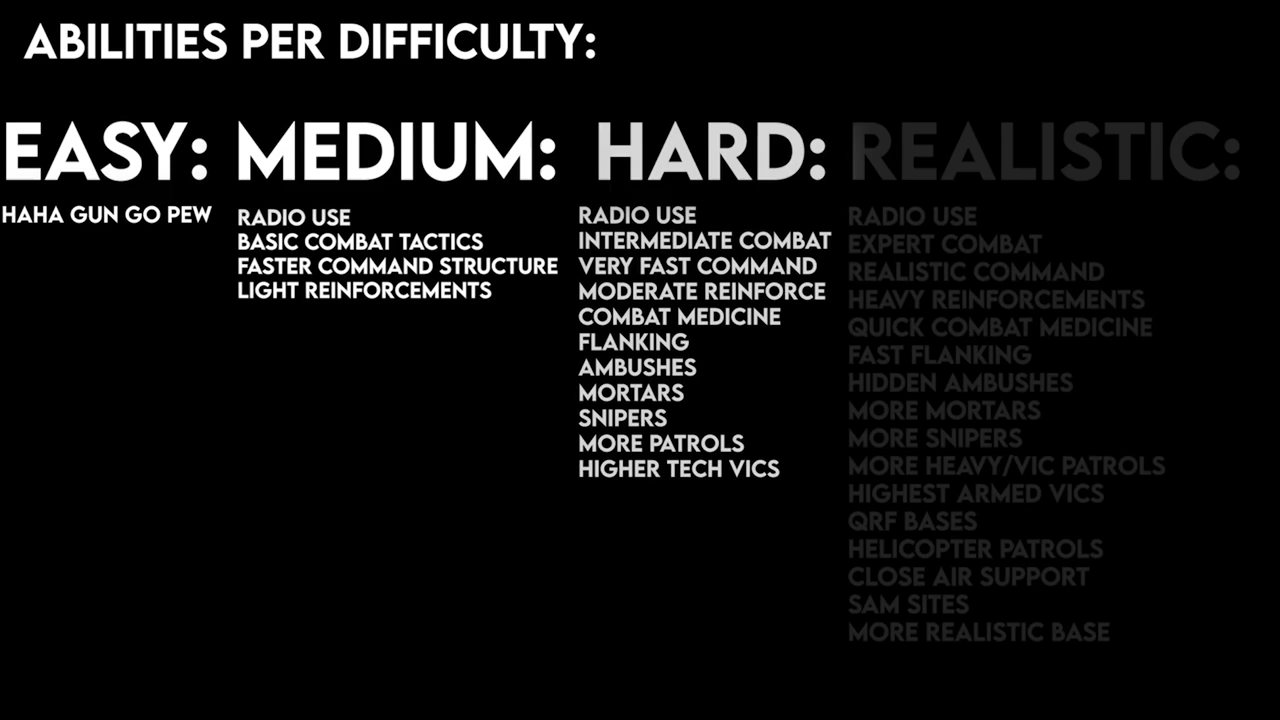 ABILITIES PER DIFFICULTY:
EASY:
HAHA GUN GO PEW
MEDIUM:
RADIO USE
BASIC COMBAT TACTICS
FASTER COMMAND STRUCTURE
LIGHT REINFORCEMENTS
HARD:
RADIO USE
INTERMEDIATE COMBAT
VERY FAST COMMAND
MODERATE REINFORCE
COMBAT MEDICINE
FLANKING
AMBUSHES
MORTARS
SNIPERS
MORE PATROLS
HIGHER TECH VICS
REALISTIC:
RADIO USE
EXPERT COMBAT
REALISTIC COMMAND
HEAVY REINFORCEMENTS
QUICK COMBAT MEDICINE
FAST FLANKING
HIDDEN AMBUSHES
MORE MORTARS
MORE SNIPERS
MORE HEAVY/VIC PATROLS
HIGHEST ARMED VICS
QRF BASES
HELICOPTER PATROLS
CLOSE AIR SUPPORT
SAM SITES
MORE REALISTIC BASE